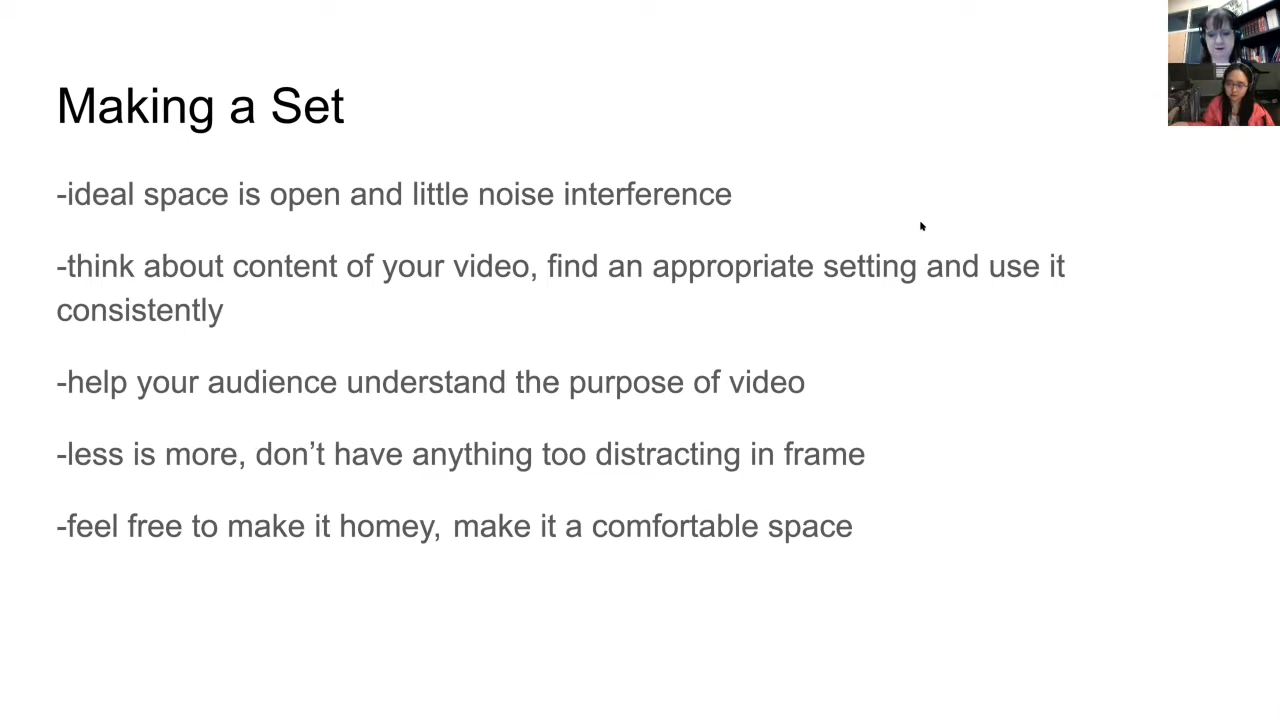 Making a Set
-ideal space is open and little noise interference
-think about content of your video, find an appropriate setting and use it
consistently
-help your audience understand the purpose of video
-less is more, don’t have anything too distracting in frame
-feel free to make it homey, make it a comfortable space